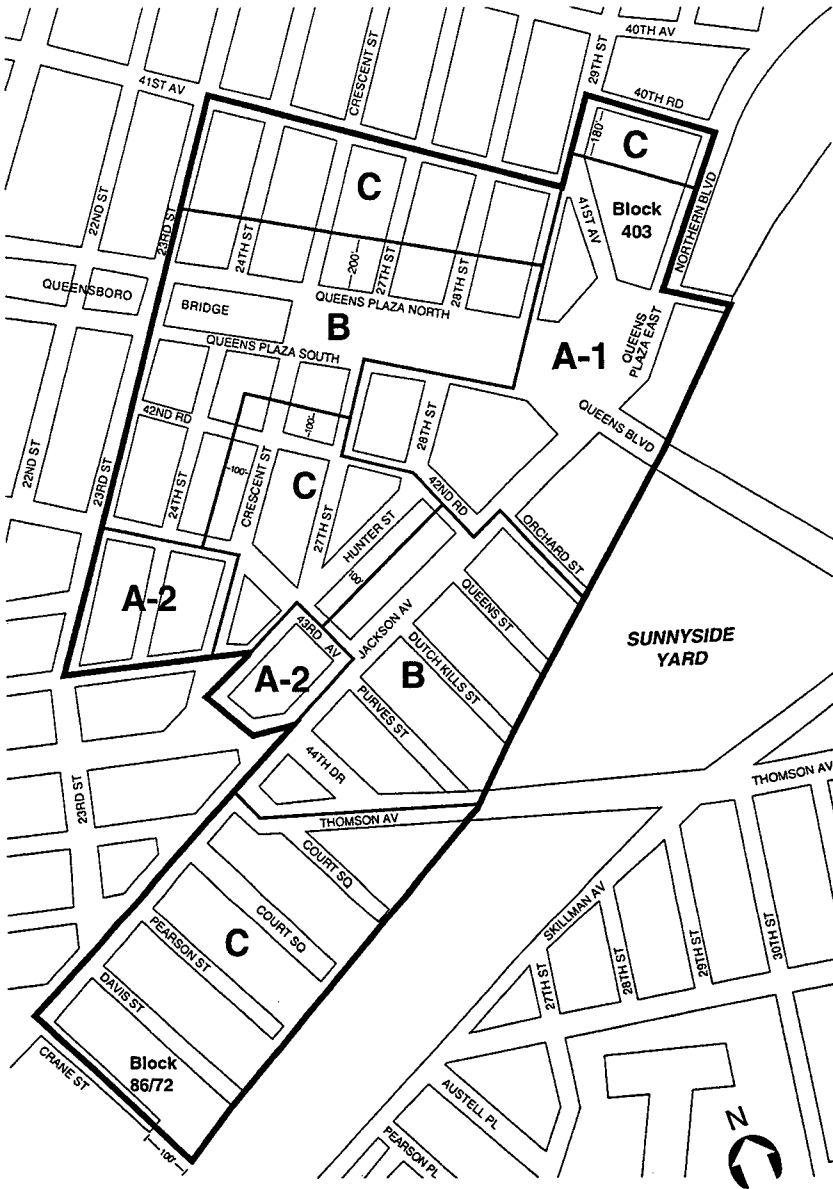 40TH AV
29TH ST
CRESCENT ST
41ST AV
40TH RD
-180'-
C
C
22ND ST
23RD ST
24TH ST
41ST AV
Block
403
NORTHERN BLVD
-200'-
27TH ST
28TH ST
QUEENSBORO
BRIDGE
QUEENS PLAZA NORTH
B
QUEENS PLAZA SOUTH
A-1
QUEENS
PLAZA EAST
42ND RD
-100'-
28TH ST
QUEENS BLVD
22ND ST
23RD ST
24TH ST
-100'-
CRESCENT ST
C
27TH ST
42ND RD
HUNTER ST
100'
ORCHARD ST
A-2
43RD AV
JACKSON AV
QUEENS ST
DUTCH KILLS ST
SUNNYSIDE
YARD
A-2
B
PURVES ST
44TH DR
23RD ST
THOMSON AV
THOMSON AV
COURT SQ
COURT SQ
C
PEARSON ST
SKILLMAN AV
27TH ST
28TH ST
29TH ST
30TH ST
DAVIS ST
CRANE ST
Block
86/72
-100'-
AUSTELL PL
PEARSON PL
N